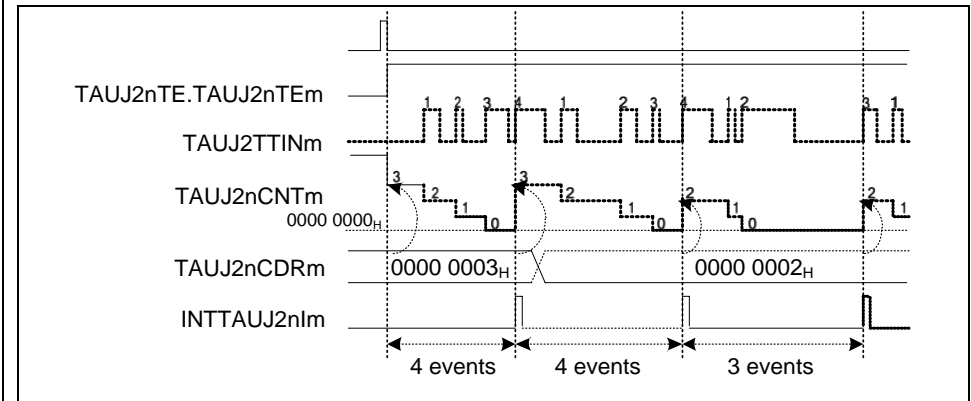 TAUJ2nTE.TAUJ2nTEm
1 2 3 4 1 2 3 4 1 2 3 1
TAUJ2TTINm
3 2 1 0 3 2 1 0 2 1 0 2 1
TAUJ2nCNTm
0000 0000H
TAUJ2nCDRm 0000 0003H 0000 0002H
INTTAUJ2nIm
4 events 4 events 3 events